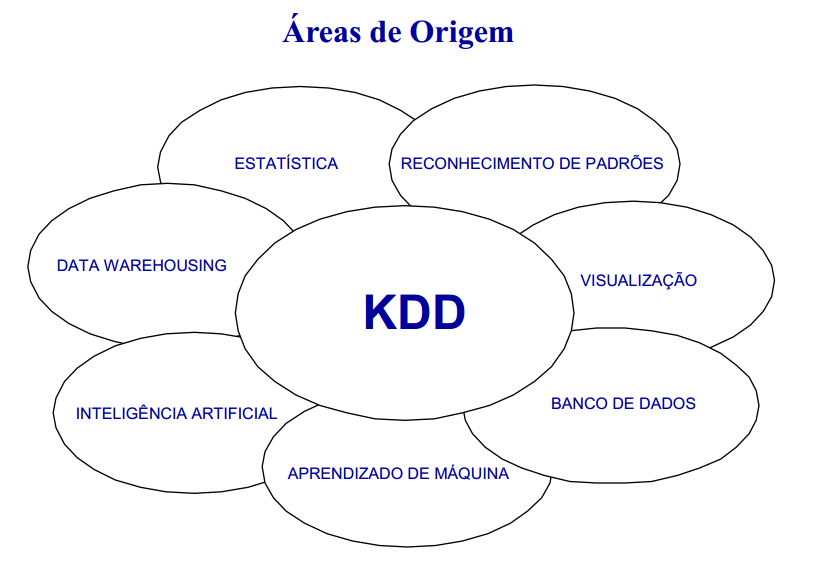 Áreas de Origem
ESTATÍSTICA
RECONHECIMENTO DE PADRÕES
DATA WAREHOUSING
VISUALIZAÇÃO
KDD
BANCO DE DADOS
INTELIGÊNCIA ARTIFICIAL
APRENDIZADO DE MÁQUINA